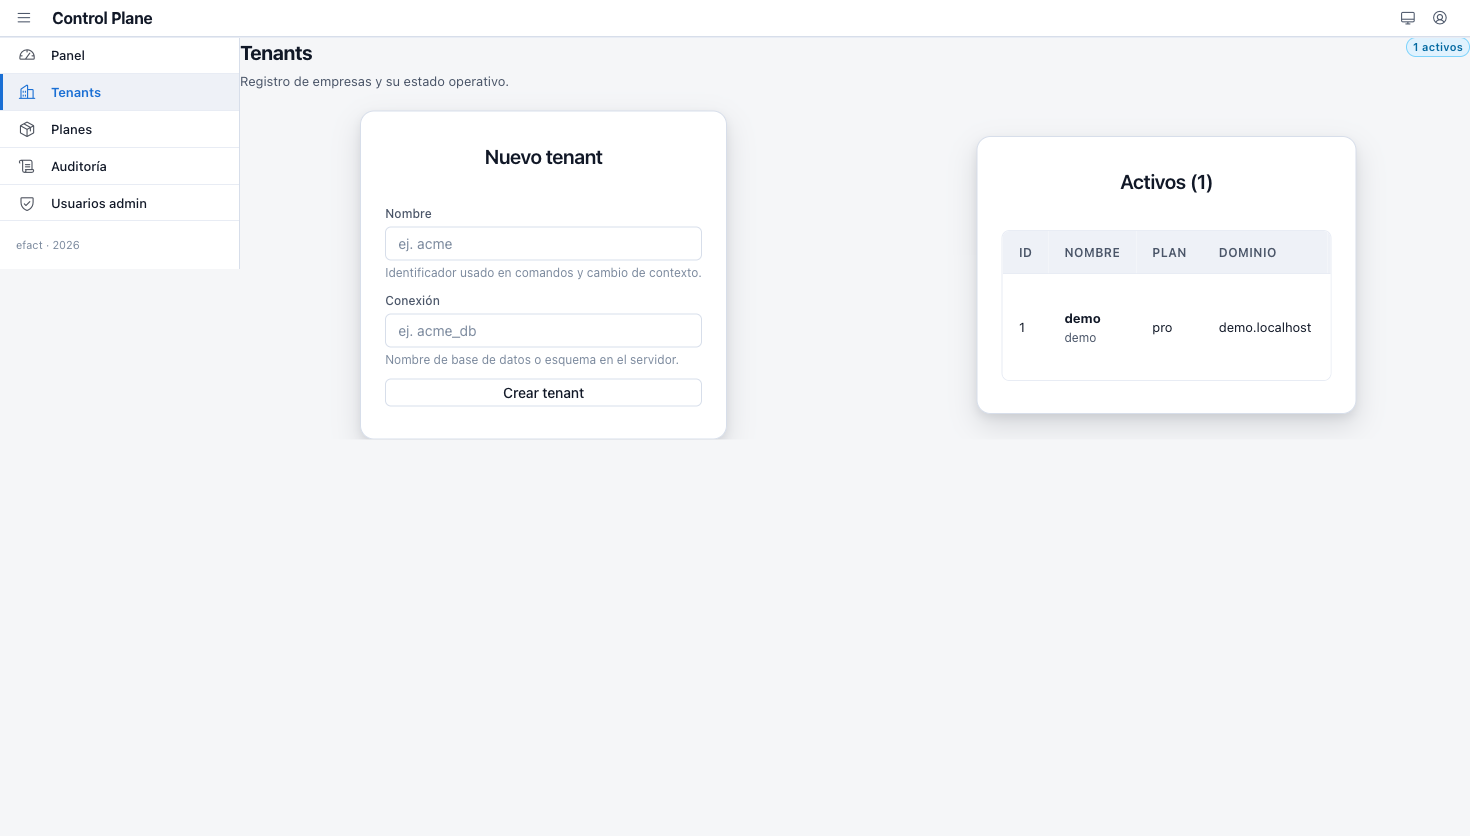 Control Plane
Panel
Tenants
Planes
Auditoría
Usuarios admin
efact · 2026
Tenants
1 activos
Registro de empresas y su estado operativo.
Nuevo tenant
Nombre
ej. acme
Identificador usado en comandos y cambio de contexto.
Conexión
ej. acme_db
Nombre de base de datos o esquema en el servidor.
Crear tenant
Activos (1)
ID NOMBRE PLAN DOMINIO
1 demo pro demo.localhost
demo